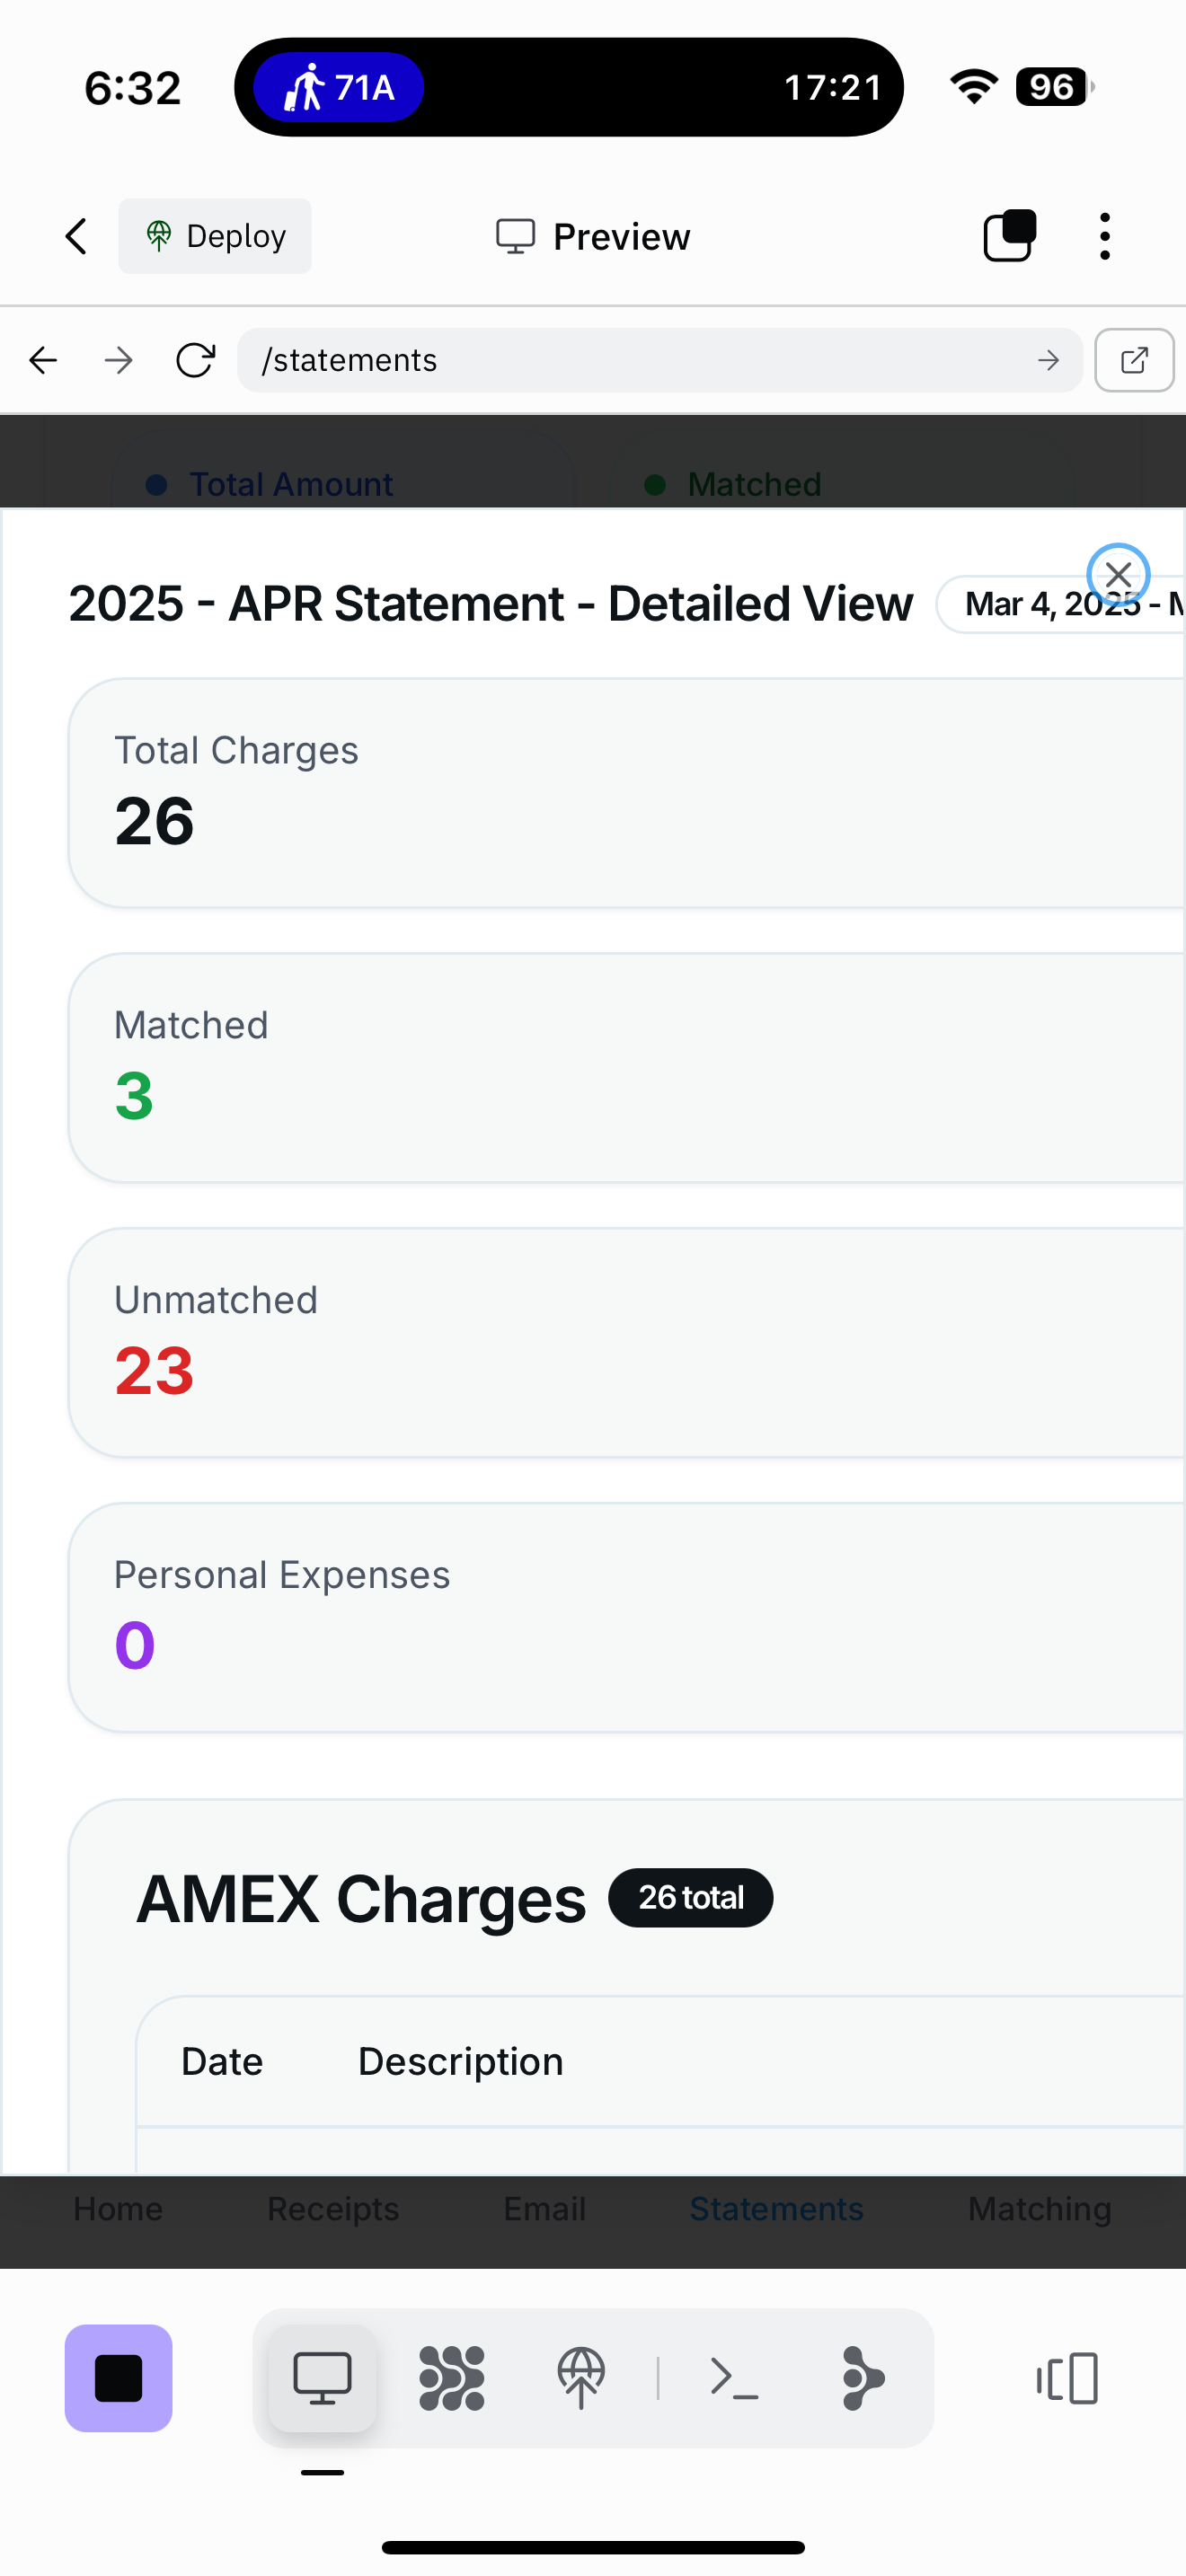 6:32
71A
17:21
96
Deploy
Preview
/statements
Total Amount
Matched
2025 - APR Statement - Detailed View
Mar 4, 2025 - M
Total Charges
26
Matched
3
Unmatched
23
Personal Expenses
0
AMEX Charges
26 total
Date Description
Home Receipts Email Statements Matching